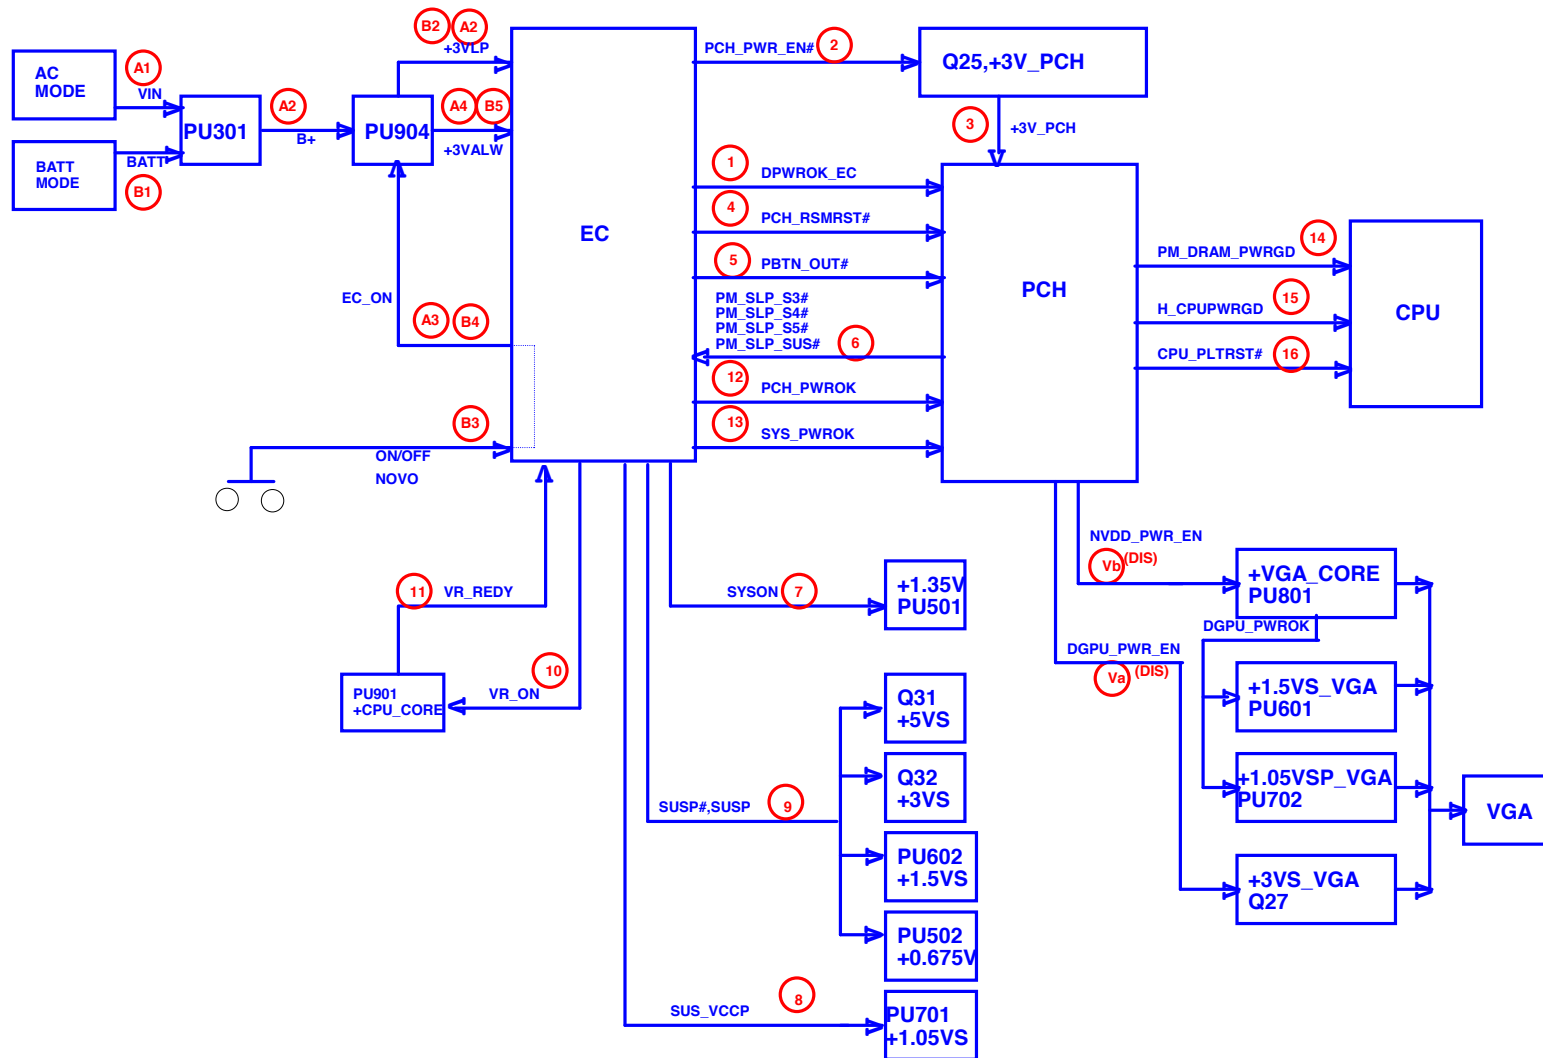 B2 A2
+3VLP
AC
MODE
A1
VIN
PU301
A2
B+
PU904
A4 B5
+3VALW
BATT
MODE
BATT
B1
EC
PCH_PWR_EN# 2
Q25,+3V_PCH
3
+3V_PCH
1
DPWROK_EC
4
PCH_RSMRST#
5
PBTN_OUT#
PM_SLP_S3#
PM_SLP_S4#
PM_SLP_S5#
PM_SLP_SUS#
6
12
PCH_PWROK
13
SYS_PWROK
PCH
PM_DRAM_PWRGD
14
H_CPUPWRGD
15
CPU_PLTRST#
16
CPU
EC_ON
A3 B4
B3
ON/OFF
NOVO
11
VR_REDY
10
VR_ON
PU901
+CPU_CORE
SYSON 7
+1.35V
PU501
Q31
+5VS
Q32
+3VS
SUSP#,SUSP
9
PU602
+1.5VS
PU502
+0.675V
SUS_VCCP
8
PU701
+1.05VS
NVDD_PWR_EN
Vb (DIS)
+VGA_CORE
PU801
DGPU_PWROK
DGPU_PWR_EN
Va (DIS)
+1.5VS_VGA
PU601
+1.05VSP_VGA
PU702
+3VS_VGA
Q27
VGA